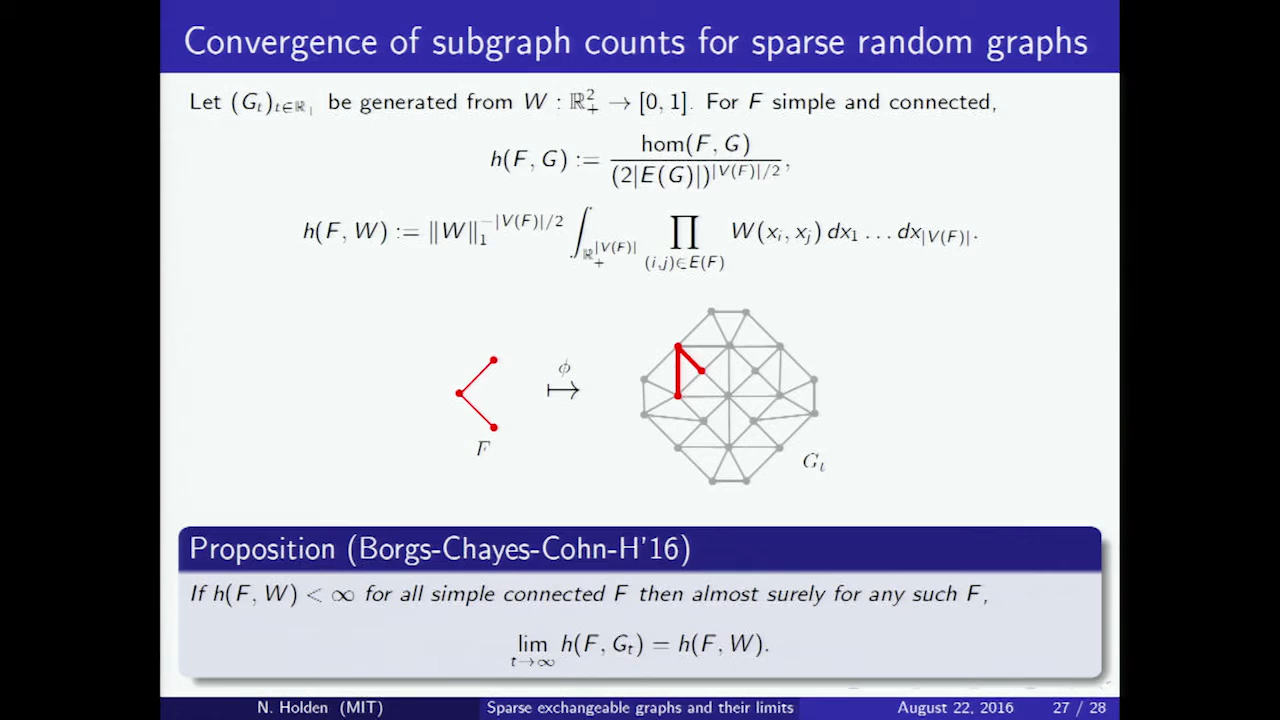 Convergence of subgraph counts for sparse random graphs
Let (G_t)_{t∈ℝ_+} be generated from W : ℝ_+^2 → [0, 1]. For F simple and connected,
h(F, G) := hom(F, G) / (2|E(G)|)^{|V(F)|/2},
h(F, W) := ‖W‖_1^{-|V(F)|/2} ∫_{ℝ_+^{|V(F)|}} ∏_{(i,j)∈E(F)} W(x_i, x_j) dx_1 … dx_{|V(F)|}.
ϕ
↦
F
G_t
Proposition (Borgs-Chayes-Cohn-H'16)
If h(F, W) < ∞ for all simple connected F then almost surely for any such F,
lim_{t→∞} h(F, G_t) = h(F, W).
N. Holden (MIT) Sparse exchangeable graphs and their limits August 22, 2016 27 / 28